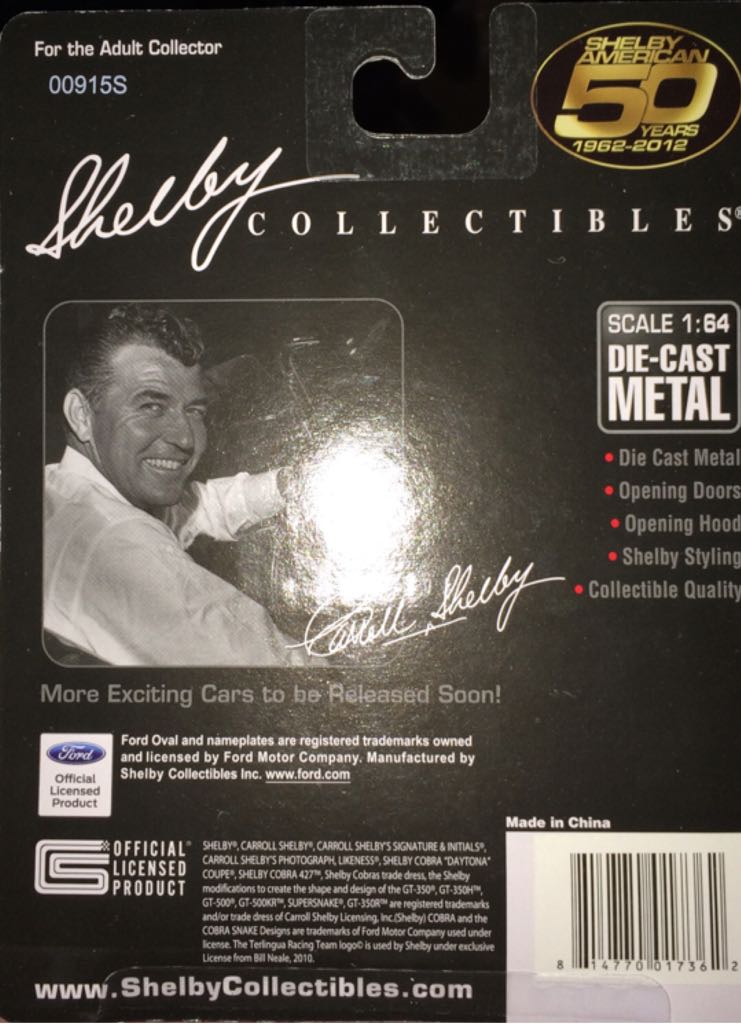 For the Adult Collector
00915S
SHELBY
AMERICAN
50
YEARS
1962-2012
Shelby
COLLECTIBLES®
SCALE 1:64
DIE-CAST
METAL
• Die Cast Metal
• Opening Doors
• Opening Hood
• Shelby Styling
• Collectible Quality
Carroll Shelby
More Exciting Cars to be Released Soon!
Ford
Official
Licensed
Product
Ford Oval and nameplates are registered trademarks owned
and licensed by Ford Motor Company. Manufactured by
Shelby Collectibles Inc. www.ford.com
Made in China
CS
OFFICIAL®
LICENSED
PRODUCT
SHELBY®, CARROLL SHELBY®, CARROLL SHELBY'S SIGNATURE & INITIALS®,
CARROLL SHELBY'S PHOTOGRAPH, LIKENESS®, SHELBY COBRA "DAYTONA"
COUPE®, SHELBY COBRA 427™, Shelby Cobras trade dress, the Shelby
modifications to create the shape and design of the GT-350®, GT-350H™,
GT-500®, GT-500KR™, SUPERSNAKE®, GT-350R™ are registered trademarks
and/or trade dress of Carroll Shelby Licensing, Inc.(Shelby) COBRA and the
COBRA SNAKE Designs are trademarks of Ford Motor Company used under
license. The Terlingua Racing Team logo© is used by Shelby under exclusive
License from Bill Neale, 2010.
8 14770 01736 2
www.ShelbyCollectibles.com